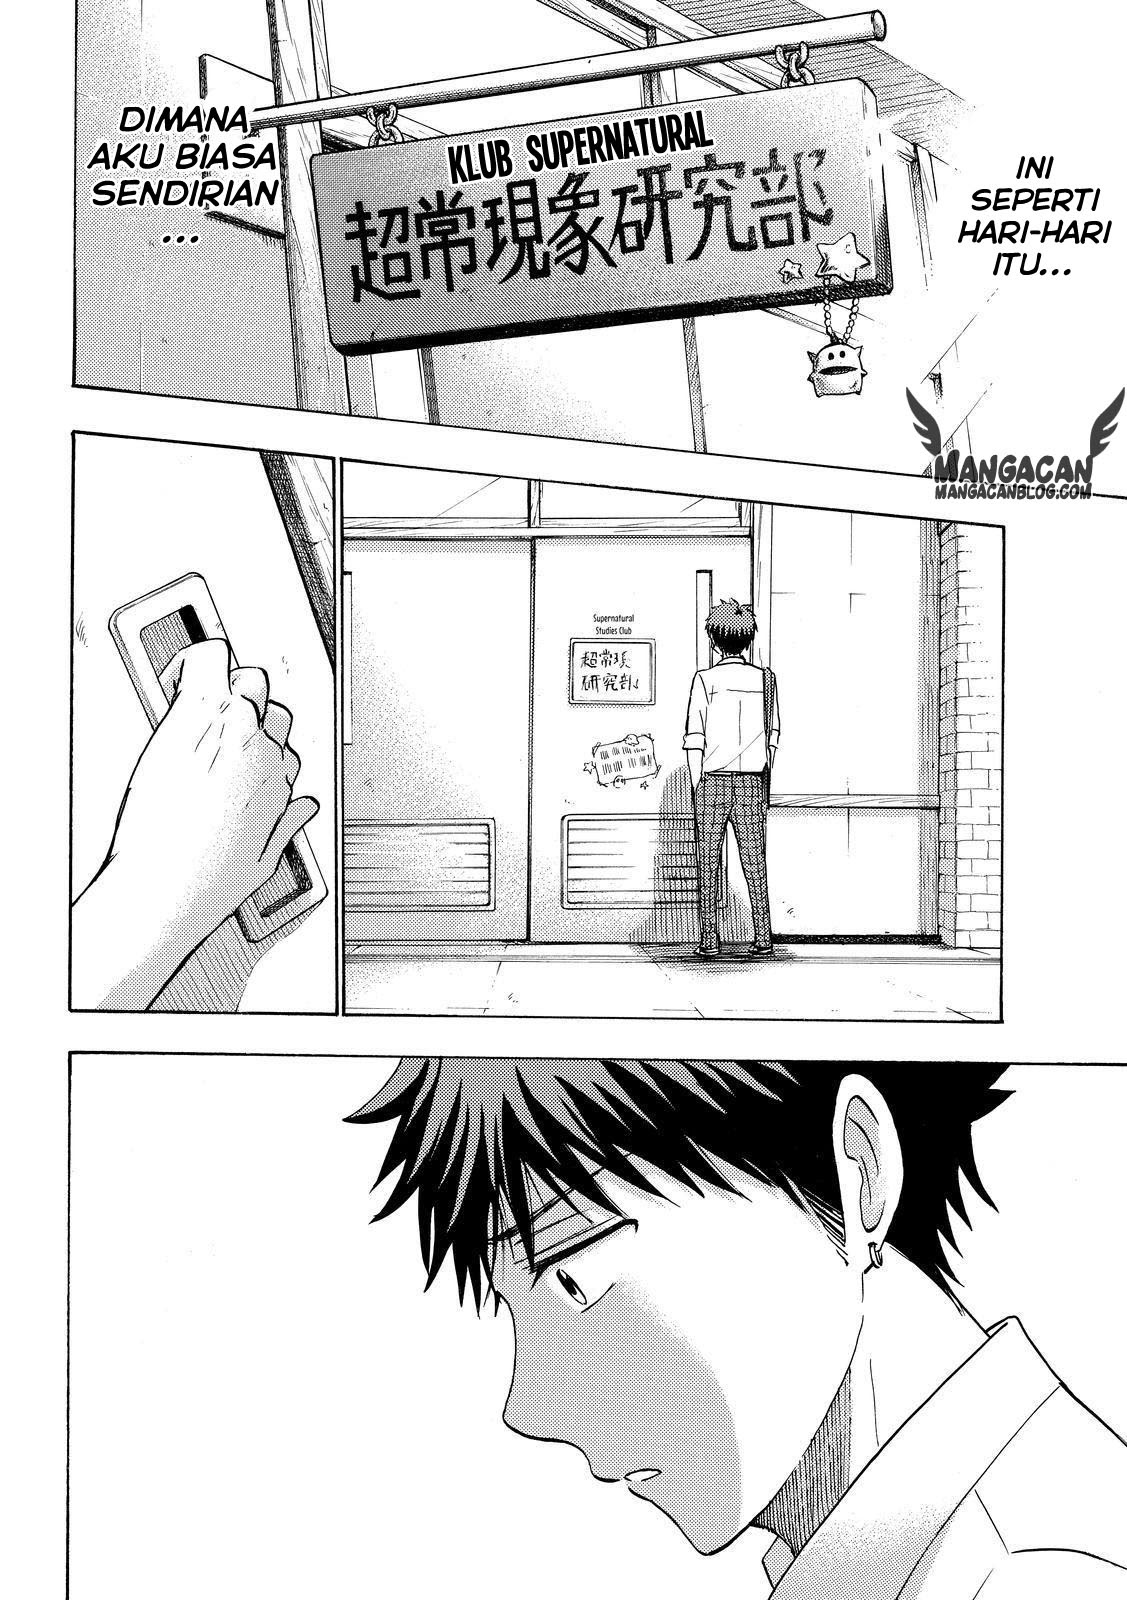 INI
SEPERTI
HARI-HARI
ITU...
KLUB SUPERNATURAL
超常現象研究部
DIMANA
AKU BIASA
SENDIRIAN
...
MANGACAN
MANGACANBLOG.COM
Supernatural
Studies Club
超常現
研究部